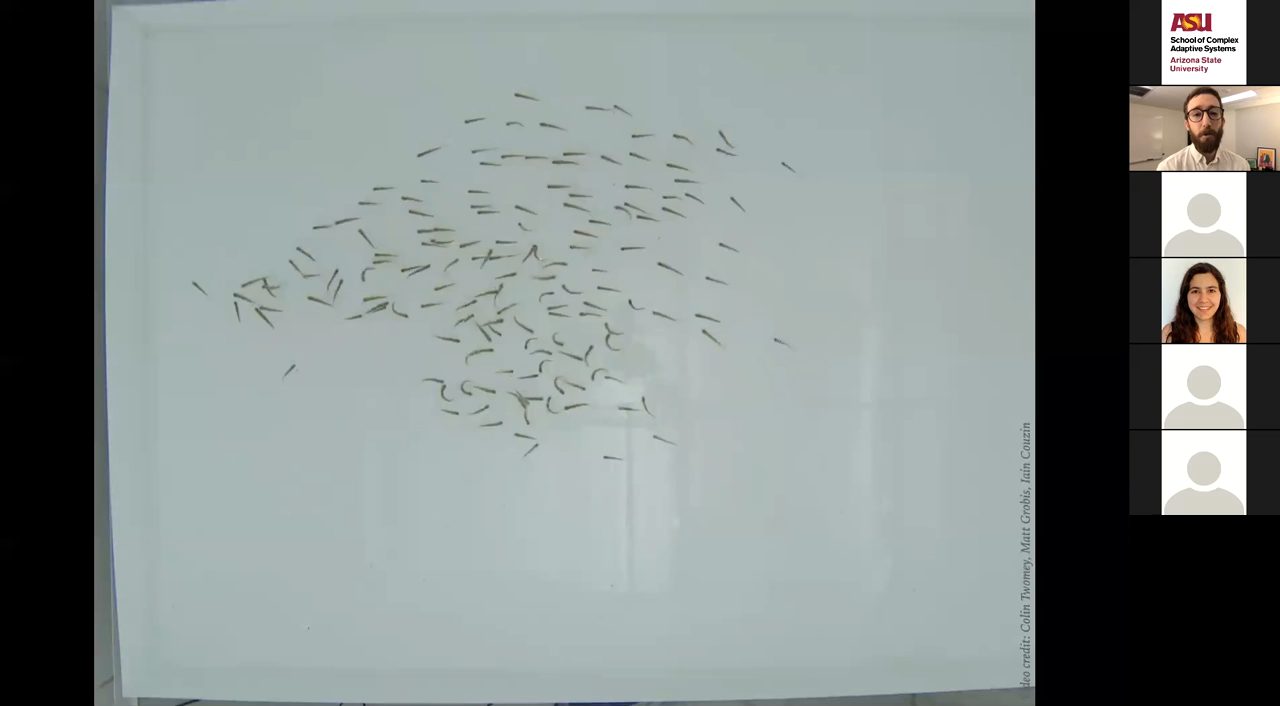 ASU
School of Complex
Adaptive Systems
Arizona State
University
deo credit: Colin Twomey, Matt Grobis, Iain Couzin